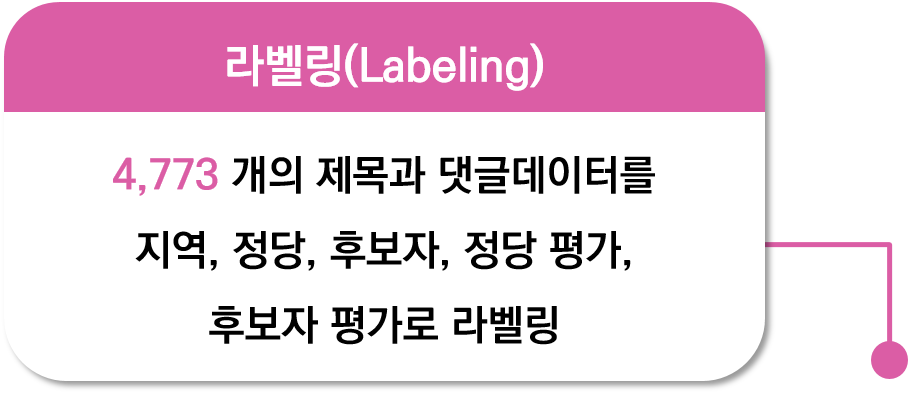 라벨링(Labeling)
4,773 개의 제목과 댓글데이터를
지역, 정당, 후보자, 정당 평가,
후보자 평가로 라벨링